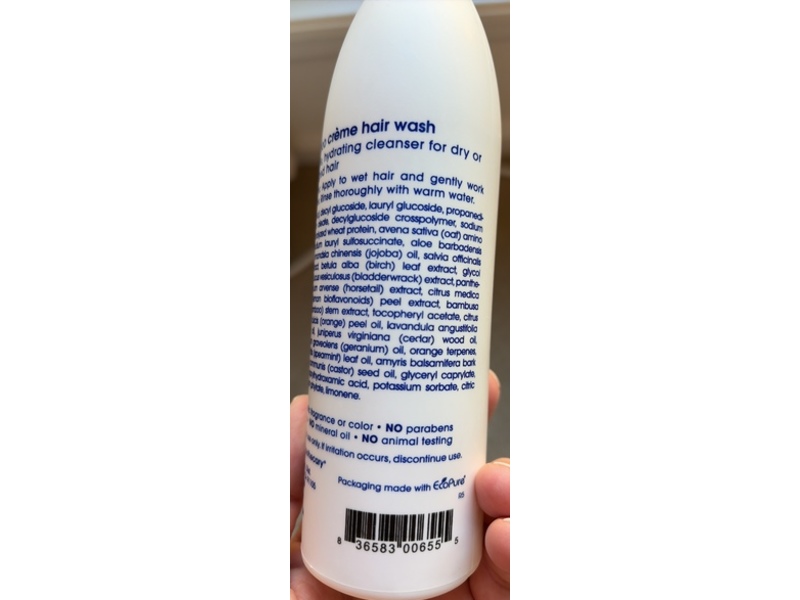 crème hair wash
hydrating cleanser for dry or
hair
Apply to wet hair and gently work
Rinse thoroughly with warm water.
decyl glucoside, lauryl glucoside, propaned-
decylglucoside crosspolymer, sodium
wheat protein, avena sativa (oat) amino
lauryl sulfosuccinate, aloe barbadensis
chinensis (jojoba) oil, salvia officinalis
betula alba (birch) leaf extract, glycol
vesiculosus (bladderwrack) extract, panthe-
arvense (horsetail) extract, citrus medica
bioflavonoids) peel extract, bambusa
stem extract, tocopheryl acetate, citrus
(orange) peel oil, lavandula angustifolia
juniperus virginiana (cedar) wood oil,
graveolens (geranium) oil, orange terpenes,
(spearmint) leaf oil, amyris balsamifera bark
(castor) seed oil, glyceryl caprylate,
acid, potassium sorbate, citric
limonene.
fragrance or color • NO parabens
NO mineral oil • NO animal testing
only. If irritation occurs, discontinue use.
Packaging made with EcoPure®
R5
8 36583 00655 5